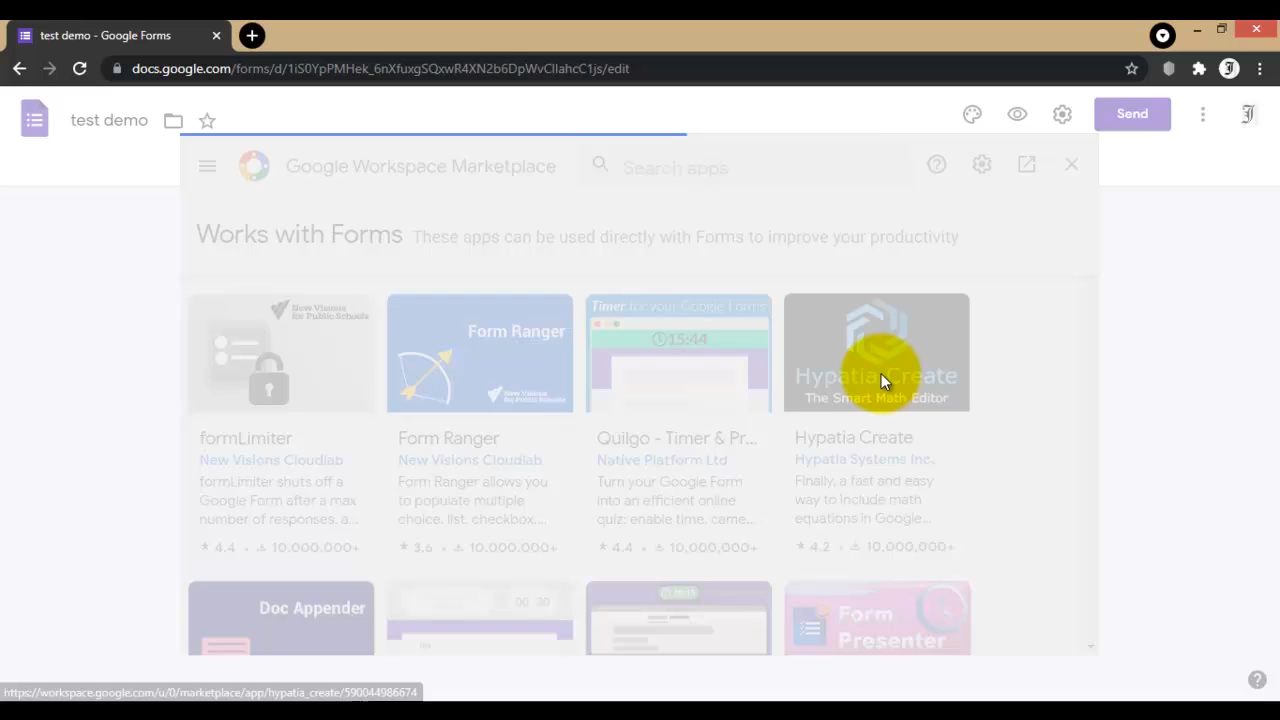 test demo - Google Forms
docs.google.com/forms/d/1iS0YpPMHek_6nXfuxgSQxwR4XN2b6DpWvCllahcC1js/edit
test demo
Send
Google Workspace Marketplace
Search apps
Works with Forms These apps can be used directly with Forms to improve your productivity
New Visions for Public Schools
Form Ranger
New Visions for Public Schools
Timer for your Google Forms
15:44
Hypatia Create
The Smart Math Editor
formLimiter
New Visions Cloudlab
formLimiter shuts off a
Google Form after a max
number of responses, a...
4.4 10,000,000+
Form Ranger
New Visions Cloudlab
Form Ranger allows you
to populate multiple
choice, list, checkbox,...
3.6 10,000,000+
Quilgo - Timer & Pr...
Native Platform Ltd
Turn your Google Form
into an efficient online
quiz: enable time, came...
4.4 10,000,000+
Hypatia Create
Hypatia Systems Inc.
Finally, a fast and easy
way to include math
equations in Google...
4.2 10,000,000+
Doc Appender
00 30
Form
Presenter
https://workspace.google.com/u/0/marketplace/app/hypatia_create/590044986674